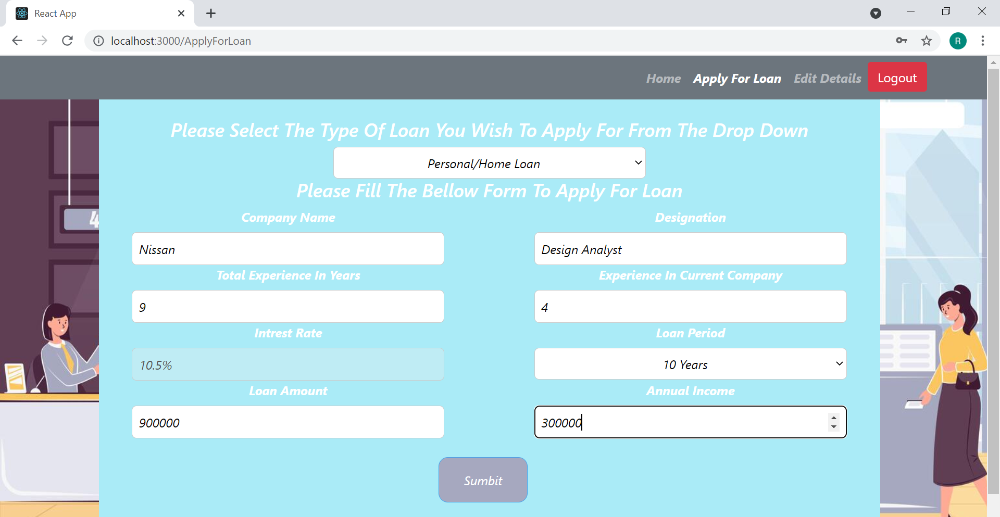 React App
localhost:3000/ApplyForLoan
R
Home Apply For Loan Edit Details Logout
Please Select The Type Of Loan You Wish To Apply For From The Drop Down
Personal/Home Loan
Please Fill The Bellow Form To Apply For Loan
Company Name Designation
Nissan Design Analyst
Total Experience In Years Experience In Current Company
9 4
Intrest Rate Loan Period
10.5% 10 Years
Loan Amount Annual Income
900000 300000
Sumbit
4